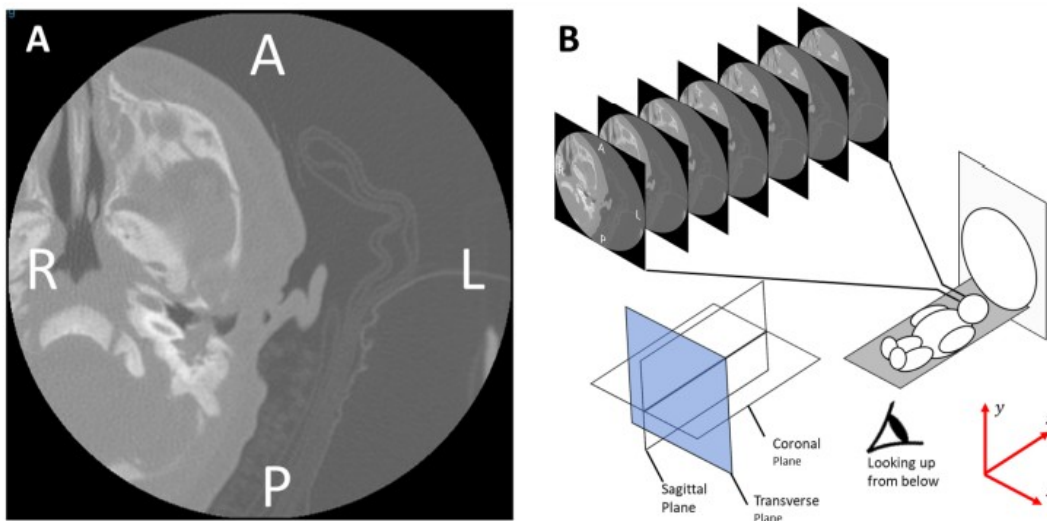 A
A
R
L
P
B
A
R
L
P
Coronal
Plane
Sagittal
Plane
Transverse
Plane
Looking up
from below
y